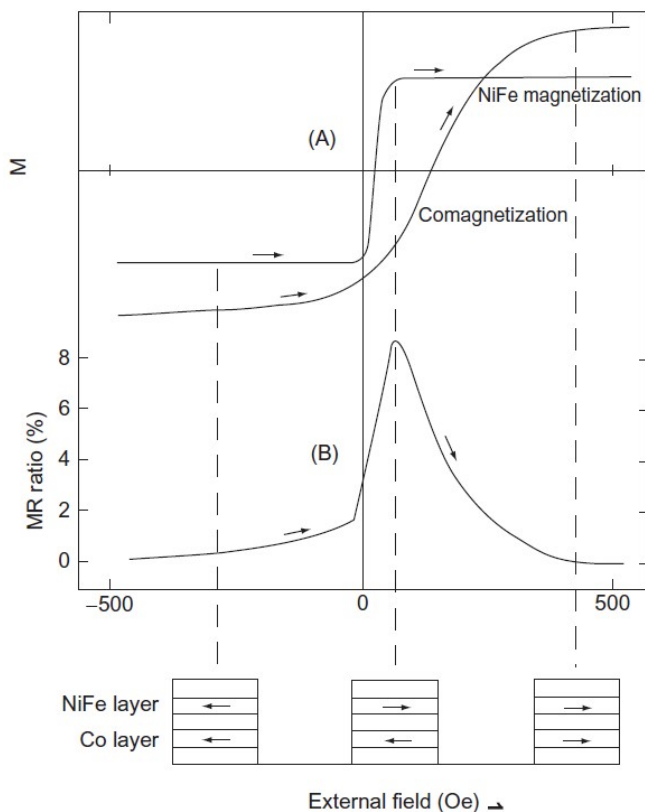 (A)
NiFe magnetization
M
Comagnetization
8
6
4
2
0
MR ratio (%)
(B)
−500
0
500
NiFe layer
Co layer
External field (Oe)